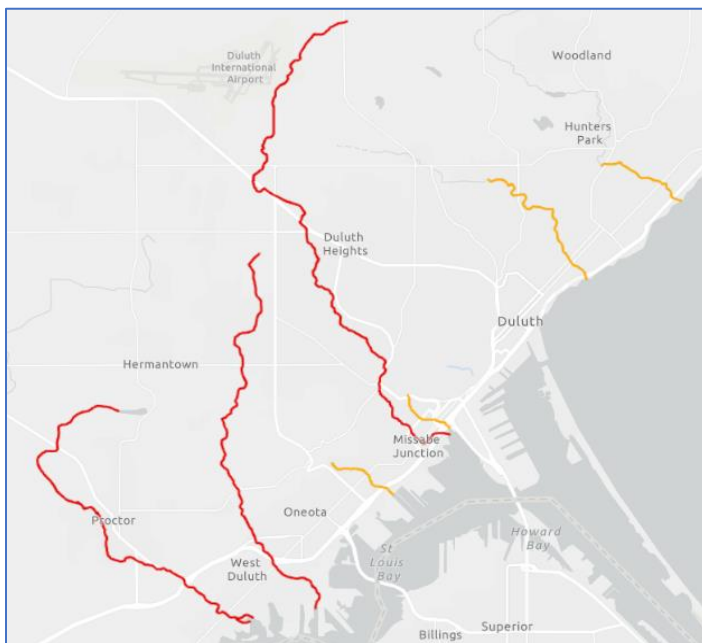 Woodland
Duluth
International
Airport
Hunters
Park
Duluth
Heights
Duluth
Hermantown
Missabe
Junction
Proctor
Oneota
Howard
Bay
St
Louis
Bay
West
Duluth
Superior
Billings